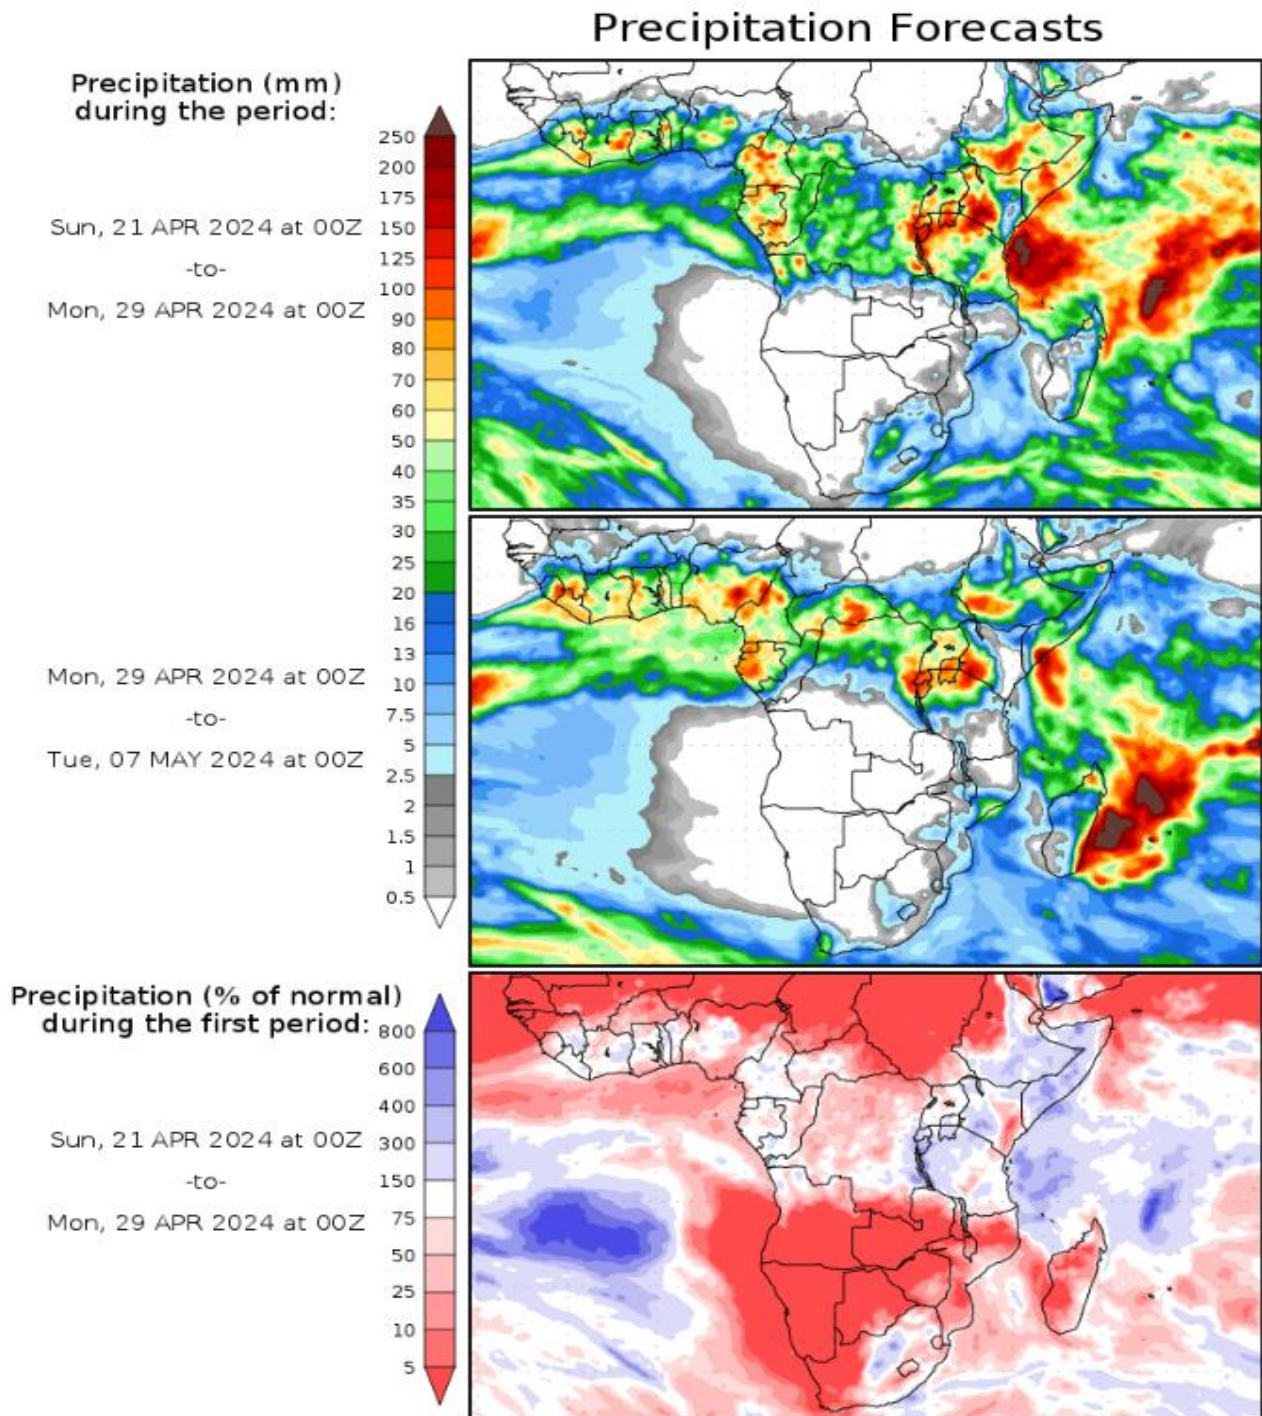 Precipitation Forecasts
Precipitation (mm)
during the period:
250
200
175
150
125
100
90
80
70
60
50
40
35
30
25
20
16
13
10
7.5
5
2.5
2
1.5
1
0.5
Sun, 21 APR 2024 at 00Z
-to-
Mon, 29 APR 2024 at 00Z
Mon, 29 APR 2024 at 00Z
-to-
Tue, 07 MAY 2024 at 00Z
Precipitation (% of normal)
during the first period:
800
600
400
300
150
75
50
25
10
5
Sun, 21 APR 2024 at 00Z
-to-
Mon, 29 APR 2024 at 00Z